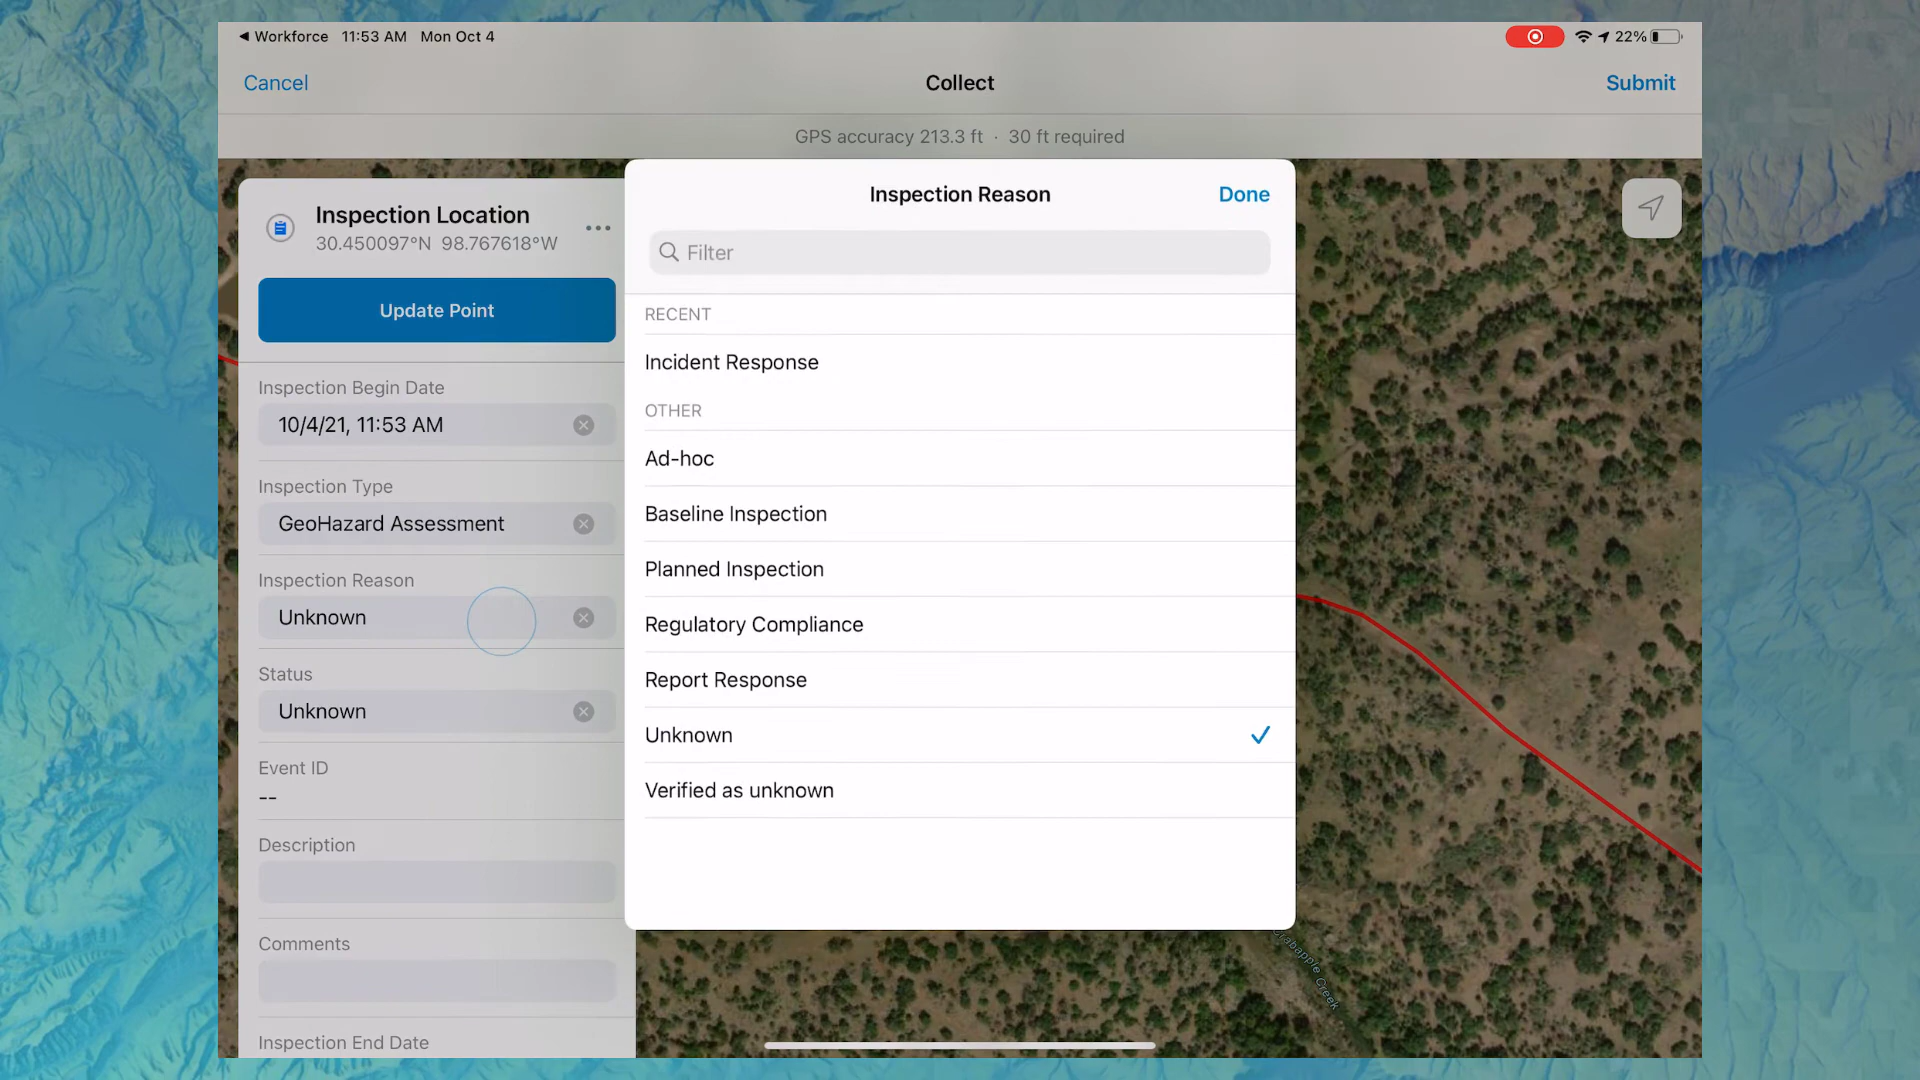 Workforce 11:53 AM Mon Oct 4
22%
Cancel
Collect
Submit
GPS accuracy 213.3 ft · 30 ft required
Inspection Location
30.450097°N 98.767618°W
Update Point
Inspection Begin Date
10/4/21, 11:53 AM
Inspection Type
GeoHazard Assessment
Inspection Reason
Unknown
Status
Unknown
Event ID
--
Description
Comments
Inspection End Date
Inspection Reason
Done
Filter
RECENT
Incident Response
OTHER
Ad-hoc
Baseline Inspection
Planned Inspection
Regulatory Compliance
Report Response
Unknown
Verified as unknown
Crabapple Creek